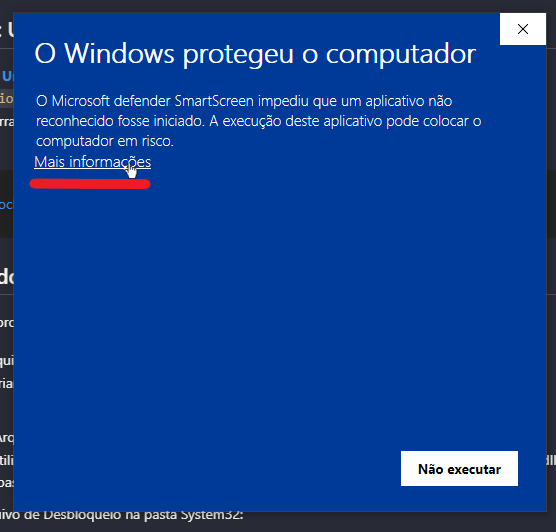 O Windows protegeu o computador
O Microsoft defender SmartScreen impediu que um aplicativo não
reconhecido fosse iniciado. A execução deste aplicativo pode colocar o
computador em risco.
Mais informações
Não executar
ivo de Desbloqueio na pasta System32: